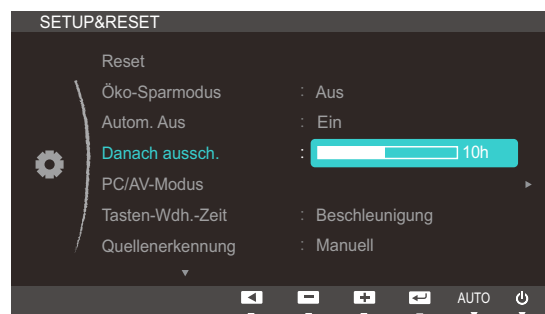 SETUP&RESET
Reset
Öko-Sparmodus : Aus
Autom. Aus : Ein
Danach aussch. : 10h
PC/AV-Modus
Tasten-Wdh.-Zeit : Beschleunigung
Quellenerkennung : Manuell
AUTO